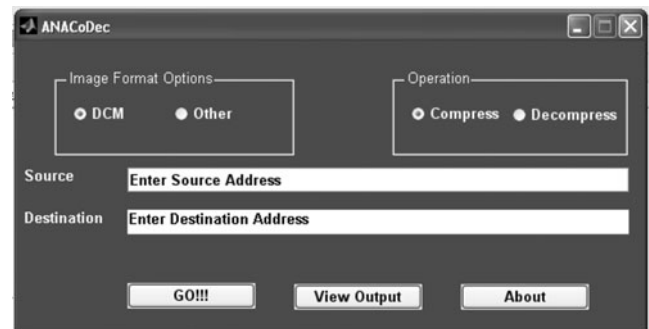 ANACoDec
Image Format Options
Operation
DCM Other
Compress Decompress
Source Enter Source Address
Destination Enter Destination Address
GO!!! View Output About